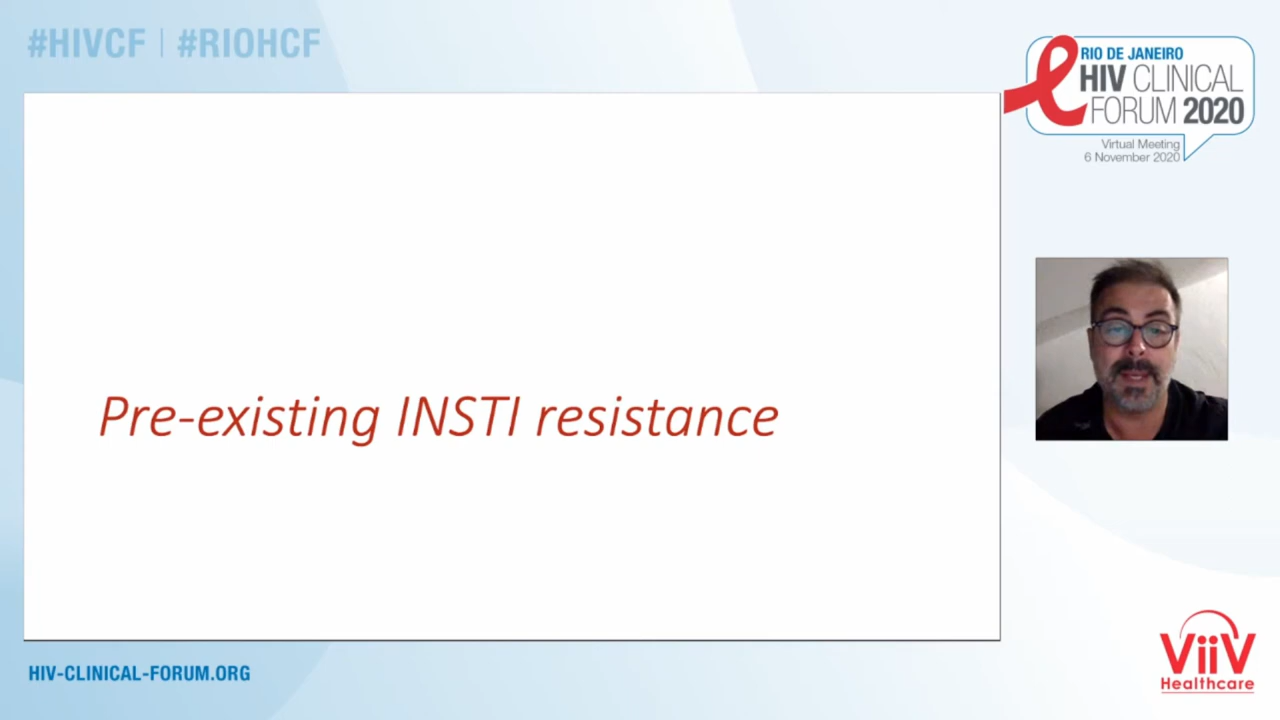 #HIVCF | #RIOHCF
RIO DE JANEIRO
HIV CLINICAL
FORUM 2020
Virtual Meeting
6 November 2020
Pre-existing INSTI resistance
HIV-CLINICAL-FORUM.ORG
ViiV
Healthcare